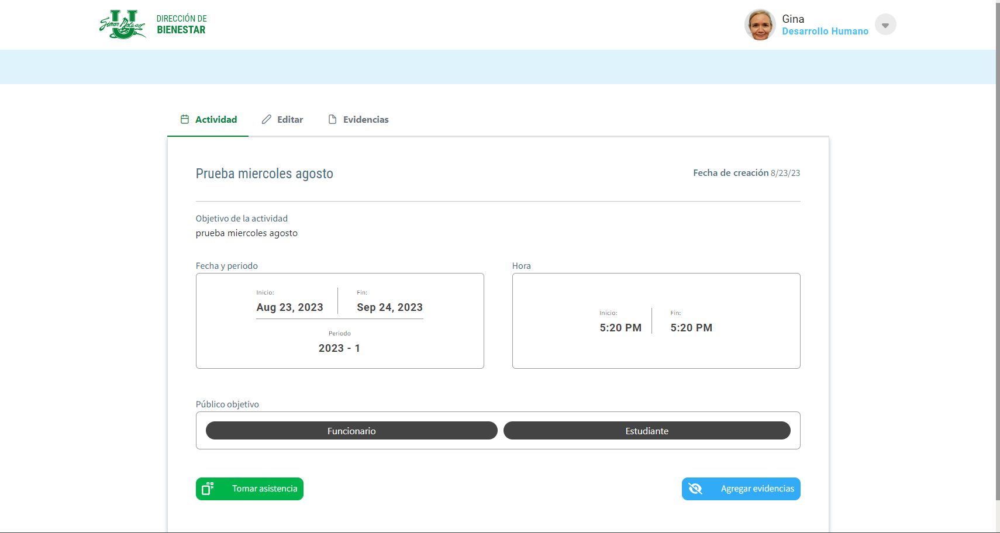 Simón Bolívar
U
DIRECCIÓN DE
BIENESTAR
Gina
Desarrollo Humano
Actividad
Editar
Evidencias
Prueba miercoles agosto
Fecha de creación 8/23/23
Objetivo de la actividad
prueba miercoles agosto
Fecha y periodo
Inicio:
Aug 23, 2023
Fin:
Sep 24, 2023
Periodo
2023 - 1
Hora
Inicio:
5:20 PM
Fin:
5:20 PM
Público objetivo
Funcionario
Estudiante
Tomar asistencia
Agregar evidencias